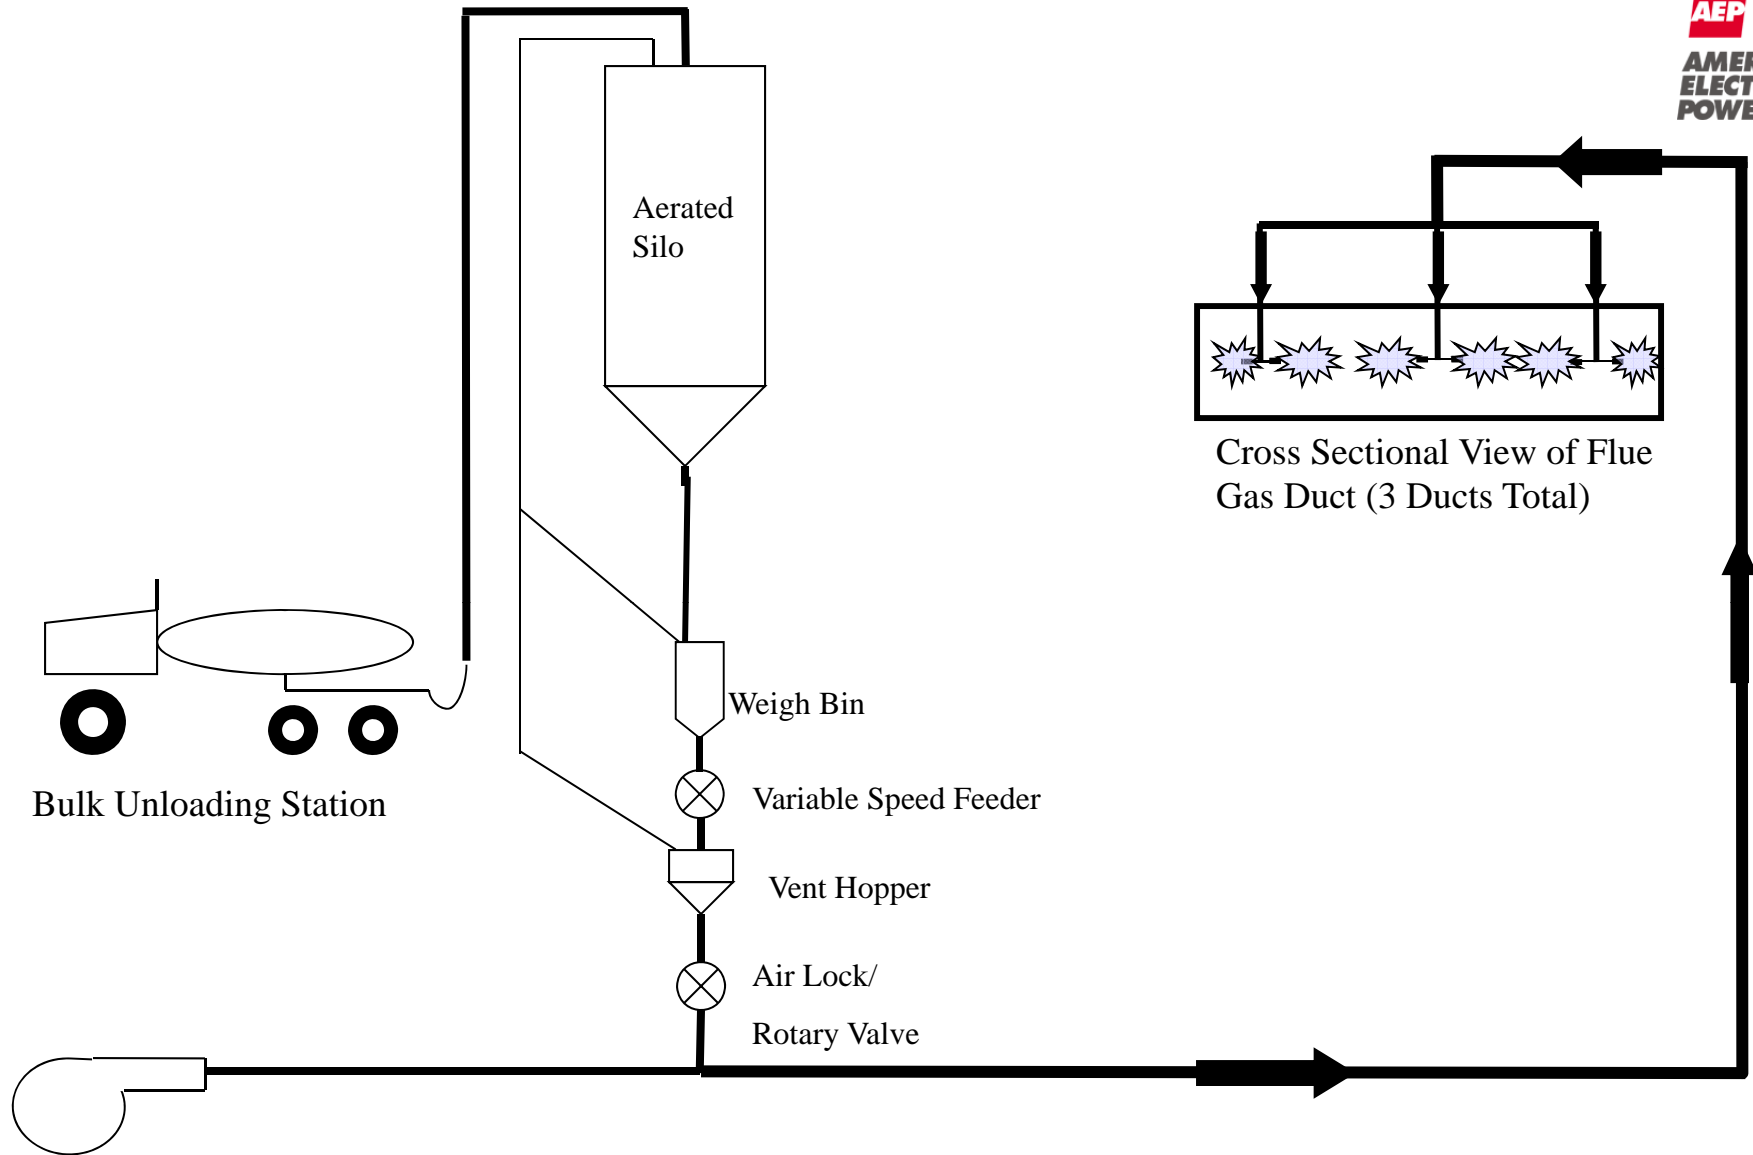 AEP
Aerated
Silo
Cross Sectional View of Flue
Gas Duct (3 Ducts Total)
Weigh Bin
Bulk Unloading Station
Variable Speed Feeder
Vent Hopper
Air Lock/
Rotary Valve